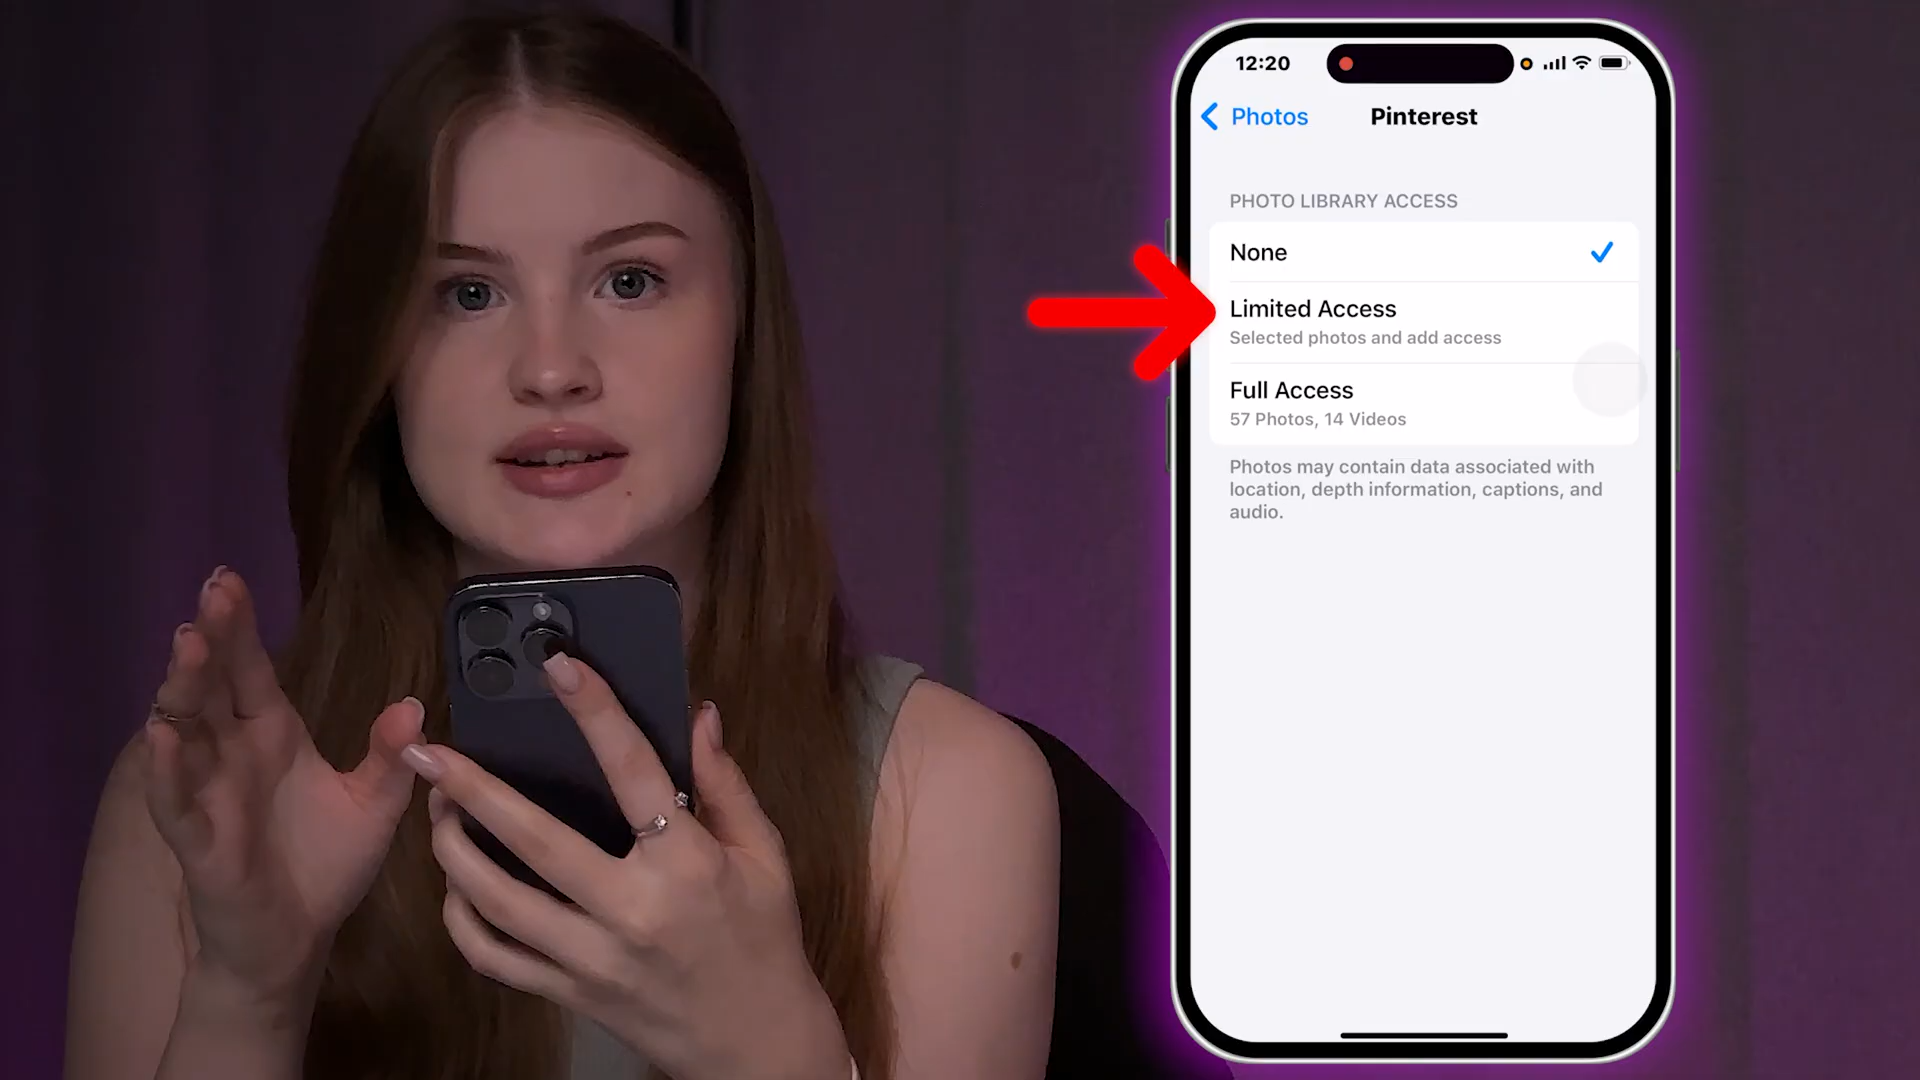 12:20
Photos
Pinterest
PHOTO LIBRARY ACCESS
None
Limited Access
Selected photos and add access
Full Access
57 Photos, 14 Videos
Photos may contain data associated with
location, depth information, captions, and
audio.